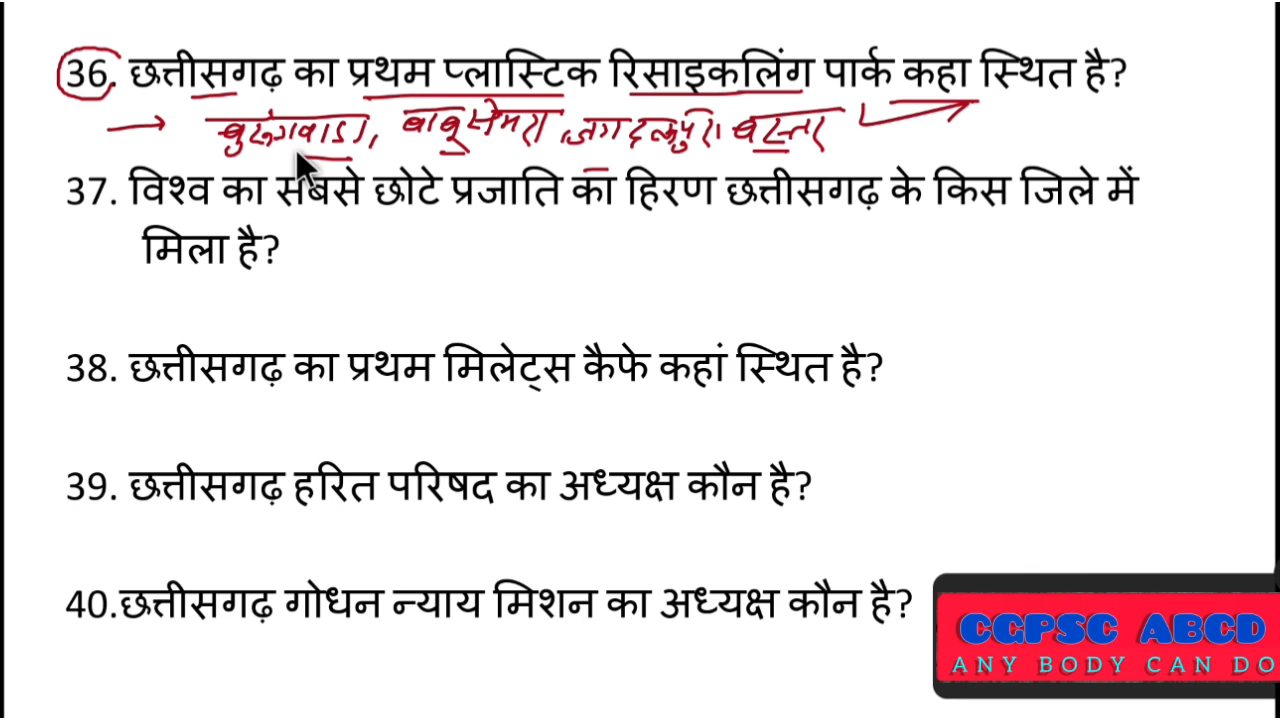 36. छत्तीसगढ़ का प्रथम प्लास्टिक रिसाइकलिंग पार्क कहा स्थित है?
बाबू सेमरा, जगदलपुर। बस्तर
37. विश्व का सबसे छोटे प्रजाति का हिरण छत्तीसगढ़ के किस जिले में
मिला है?
38. छत्तीसगढ़ का प्रथम मिलेट्स कैफे कहां स्थित है?
39. छत्तीसगढ़ हरित परिषद का अध्यक्ष कौन है?
40.छत्तीसगढ़ गोधन न्याय मिशन का अध्यक्ष कौन है?
CGPSC ABCD
ANY BODY CAN DO